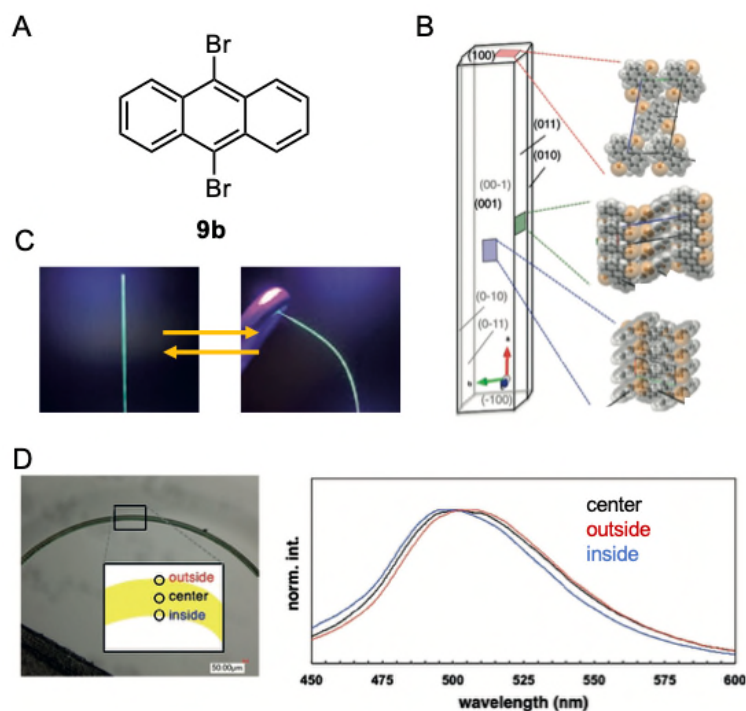 A
Br
Br
9b
B
(100)
(011)
(010)
(00-1)
(001)
(0-10)
(0-11)
a
b
(-100)
C
D
outside
center
inside
50.00μm
norm. int.
center
outside
inside
450
475
500
525
550
575
600
wavelength (nm)